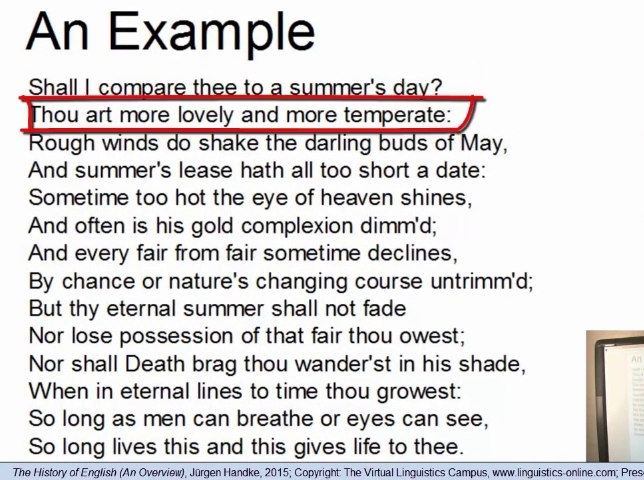 An Example
Shall I compare thee to a summer's day?
Thou art more lovely and more temperate:
Rough winds do shake the darling buds of May,
And summer's lease hath all too short a date:
Sometime too hot the eye of heaven shines,
And often is his gold complexion dimm'd;
And every fair from fair sometime declines,
By chance or nature's changing course untrimm'd;
But thy eternal summer shall not fade
Nor lose possession of that fair thou owest;
Nor shall Death brag thou wander'st in his shade,
When in eternal lines to time thou growest:
So long as men can breathe or eyes can see,
So long lives this and this gives life to thee.
The History of English (An Overview), Jürgen Handke, 2015; Copyright: The Virtual Linguistics Campus, www.linguistics-online.com; Pres